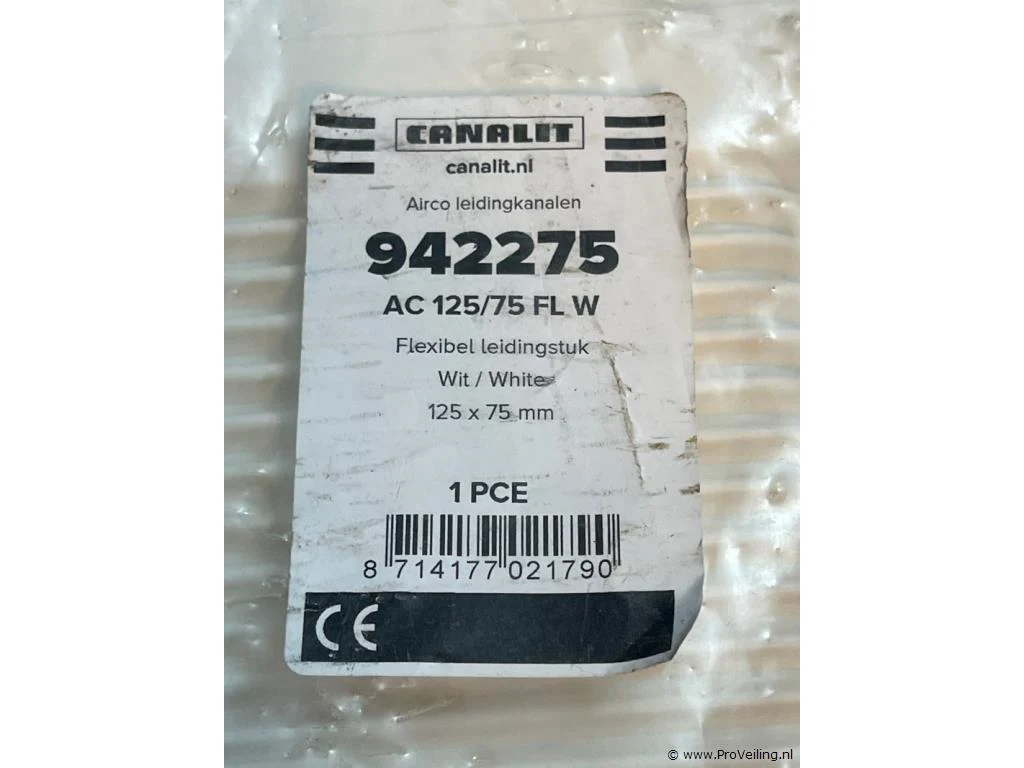 CANALIT
canalit.nl
Airco leidingkanalen
942275
AC 125/75 FL W
Flexibel leidingstuk
Wit / White
125 x 75 mm
1 PCE
8 714177 021790
CE
© www.ProVeiling.nl